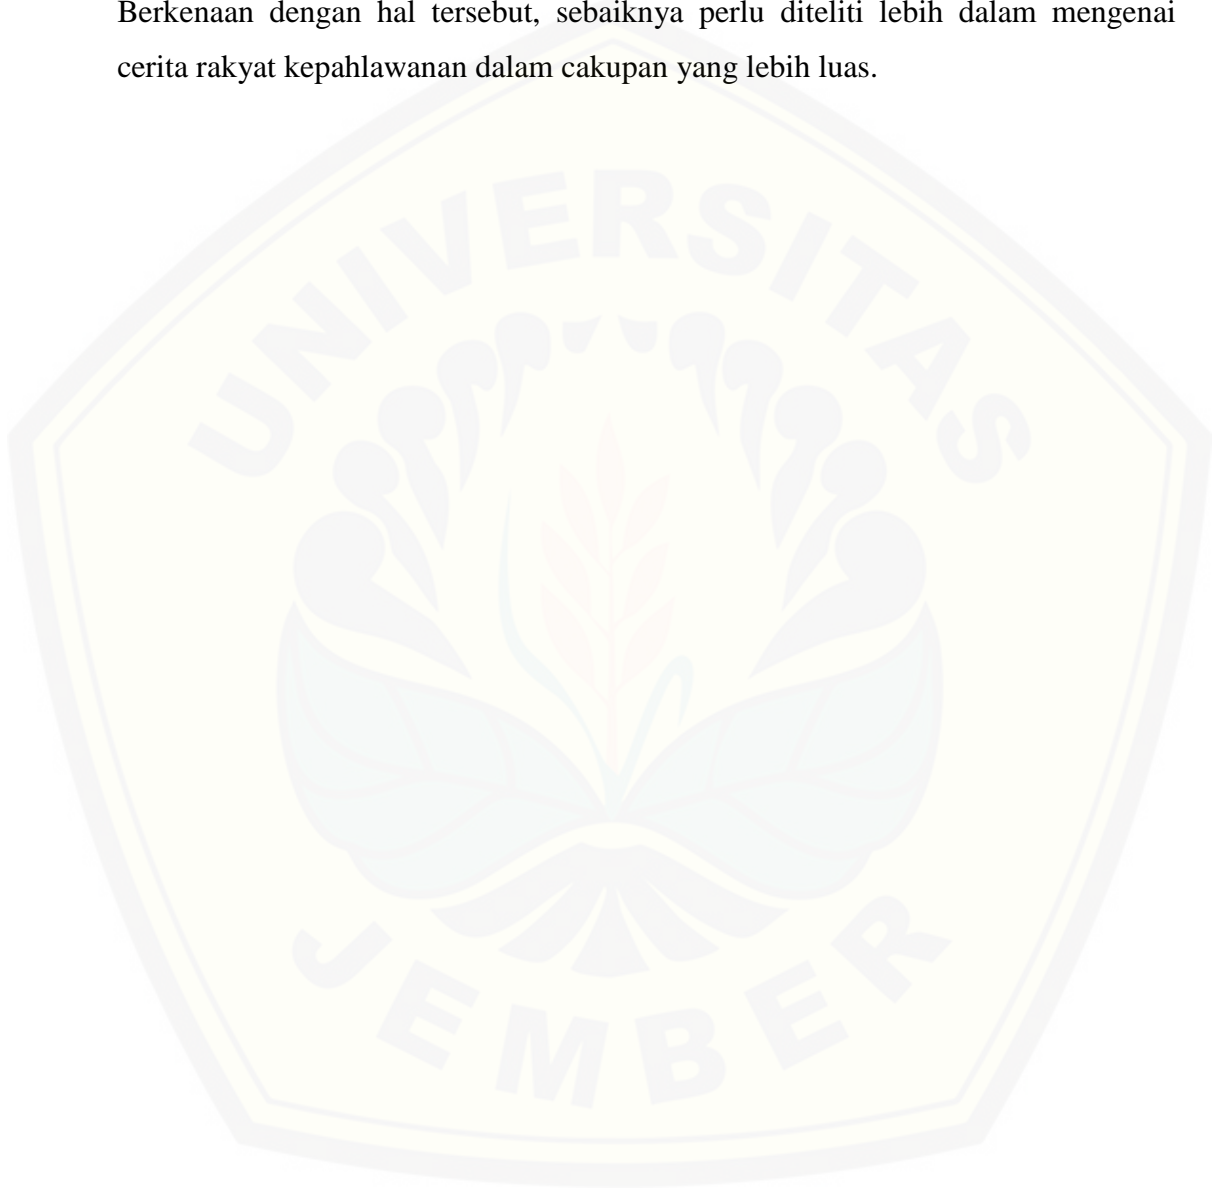 Berkenaan dengan hal tersebut, sebaiknya perlu diteliti lebih dalam mengenai
cerita rakyat kepahlawanan dalam cakupan yang lebih luas.
UNIVERSITAS
JEMBER